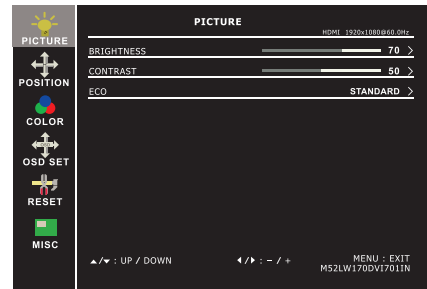 PICTURE
HDMI 1920x1080@60.0Hz
PICTURE
BRIGHTNESS 70 >
CONTRAST 50 >
ECO STANDARD >
POSITION
COLOR
OSD SET
RESET
MISC
▲/▼ : UP / DOWN ◀/▶ : – / + MENU : EXIT
M52LW170DVI701IN